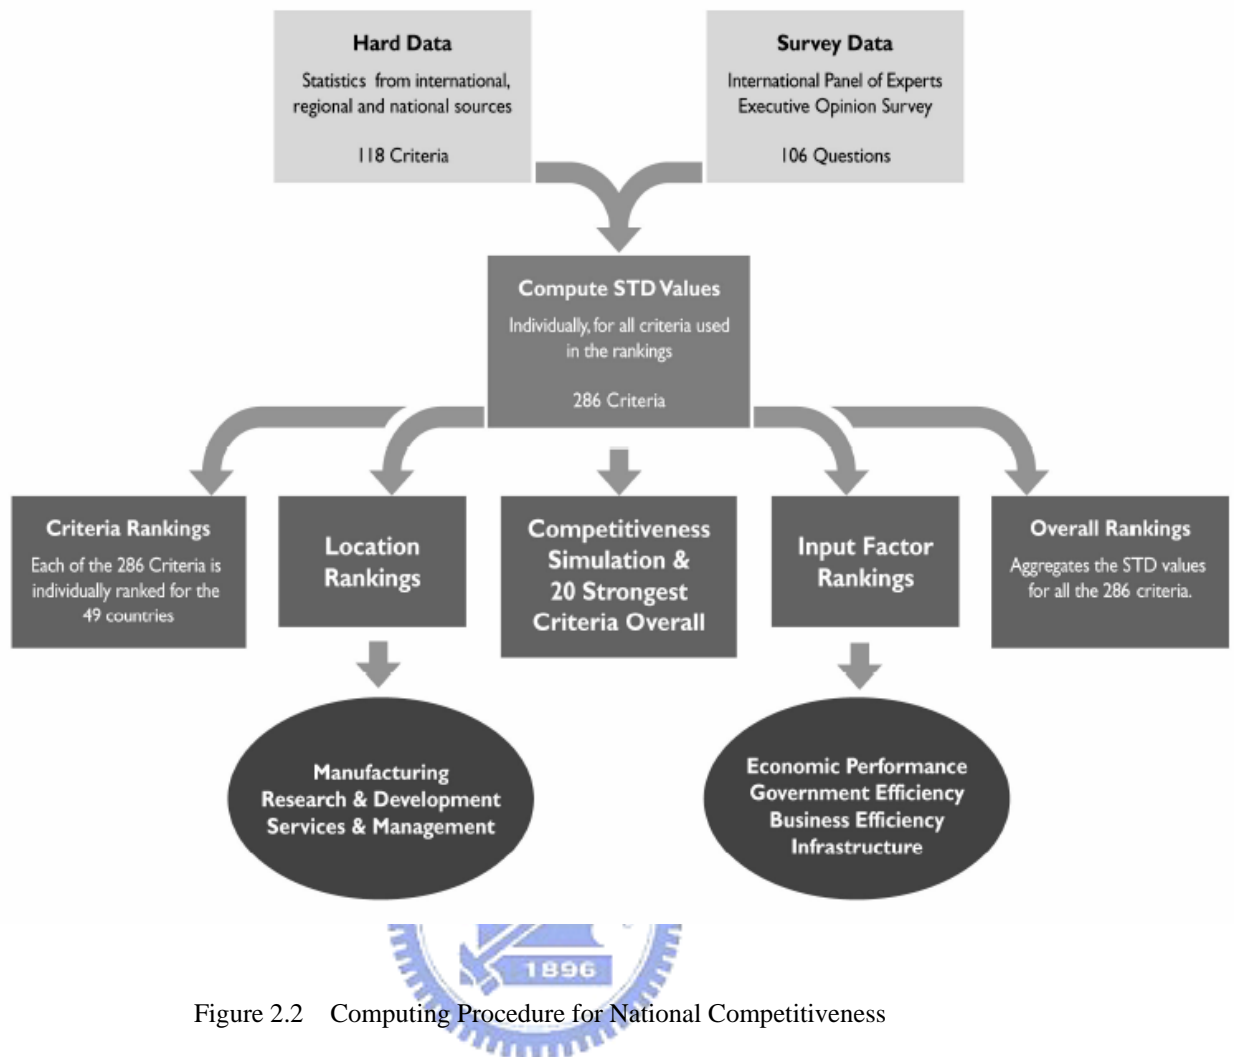 Hard Data
Statistics from international,
regional and national sources
118 Criteria
Survey Data
International Panel of Experts
Executive Opinion Survey
106 Questions
Compute STD Values
Individually, for all criteria used
in the rankings
286 Criteria
Criteria Rankings
Each of the 286 Criteria is
individually ranked for the
49 countries
Location
Rankings
Competitiveness
Simulation &
20 Strongest
Criteria Overall
Input Factor
Rankings
Overall Rankings
Aggregates the STD values
for all the 286 criteria.
Manufacturing
Research & Development
Services & Management
Economic Performance
Government Efficiency
Business Efficiency
Infrastructure
1896
Figure 2.2 Computing Procedure for National Competitiveness